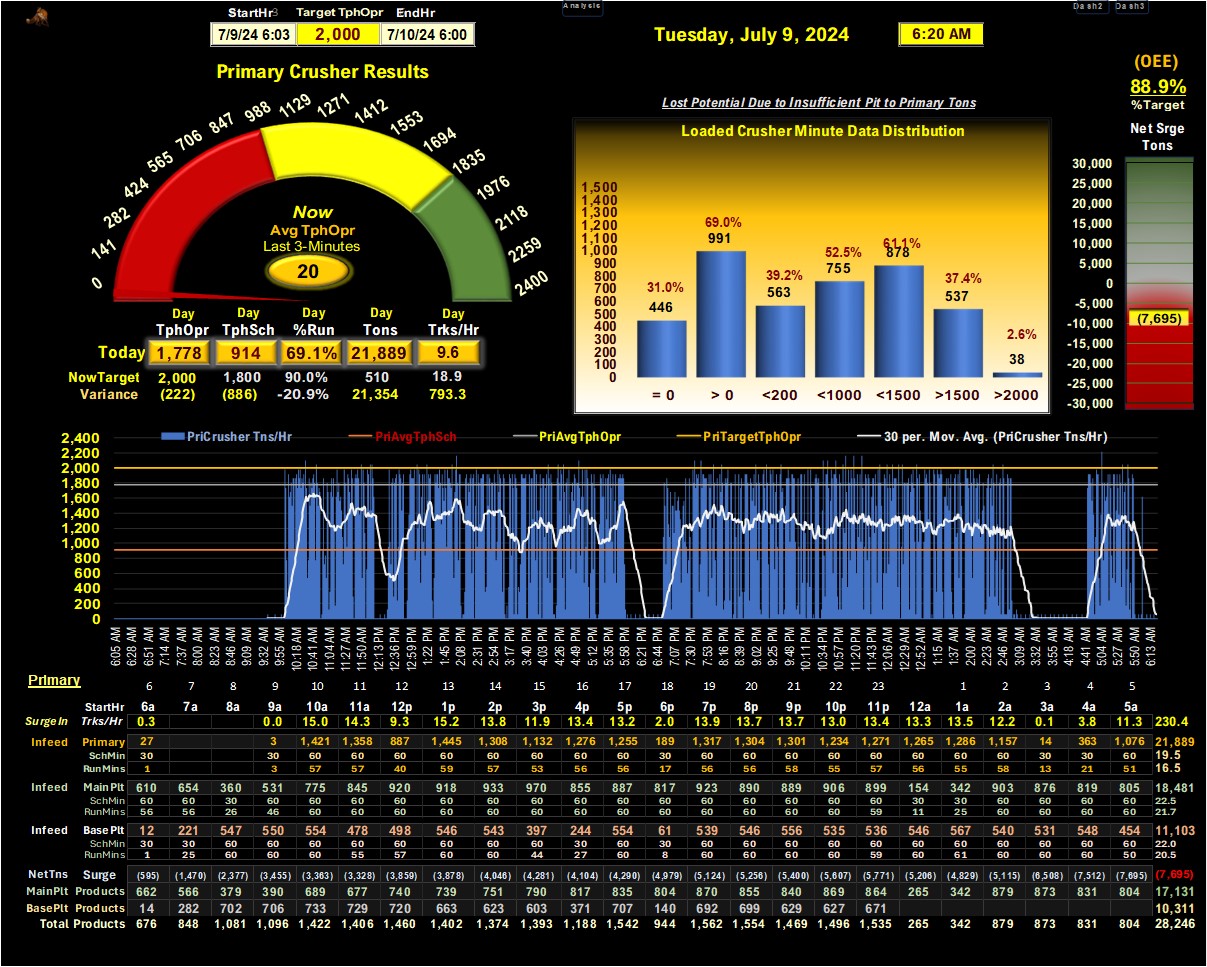 Analysis
Dash2 Dash3
StartHr3 Target TphOpr EndHr
7/9/24 6:03 2,000 7/10/24 6:00
Tuesday, July 9, 2024 6:20 AM
(OEE)
88.9%
%Target
Primary Crusher Results
Lost Potential Due to Insufficient Pit to Primary Tons
Net Srge
Tons
0 141 282 424 565 706 847 988 1129 1271 1412 1553 1694 1835 1976 2118 2259 2400
Now
Avg TphOpr
Last 3-Minutes
20
Loaded Crusher Minute Data Distribution
1,500
1,400
1,300
1,200
1,100
1,000
900
800
700
600
500
400
300
200
100
0
31.0% 69.0% 39.2% 52.5% 61.1% 37.4% 2.6%
446 991 563 755 878 537 38
= 0 > 0 <200 <1000 <1500 >1500 >2000
30,000
25,000
20,000
15,000
10,000
5,000
0
-5,000
(7,695)
-10,000
-15,000
-20,000
-25,000
-30,000
Day Day Day Day Day
TphOpr TphSch %Run Tons Trks/Hr
Today 1,778 914 69.1% 21,889 9.6
NowTarget 2,000 1,800 90.0% 510 18.9
Variance (222) (886) -20.9% 21,354 793.3
PriCrusher Tns/Hr PriAvgTphSch PriAvgTphOpr PriTargetTphOpr 30 per. Mov. Avg. (PriCrusher Tns/Hr)
2,400
2,200
2,000
1,800
1,600
1,400
1,200
1,000
800
600
400
200
0
6:05 AM 6:28 AM 6:51 AM 7:14 AM 7:37 AM 8:00 AM 8:23 AM 8:46 AM 9:09 AM 9:32 AM 9:55 AM 10:18 AM 10:41 AM 11:04 AM 11:27 AM 11:50 AM 12:13 PM 12:36 PM 12:59 PM 1:22 PM 1:45 PM 2:08 PM 2:31 PM 2:54 PM 3:17 PM 3:40 PM 4:03 PM 4:26 PM 4:49 PM 5:12 PM 5:35 PM 5:58 PM 6:21 PM 6:44 PM 7:07 PM 7:30 PM 7:53 PM 8:16 PM 8:39 PM 9:02 PM 9:25 PM 9:48 PM 10:11 PM 10:34 PM 10:57 PM 11:20 PM 11:43 PM 12:06 AM 12:29 AM 12:52 AM 1:15 AM 1:37 AM 2:00 AM 2:23 AM 2:46 AM 3:09 AM 3:32 AM 3:55 AM 4:18 AM 4:41 AM 5:04 AM 5:27 AM 5:50 AM 6:13 AM
Primary 6 7 8 9 10 11 12 13 14 15 16 17 18 19 20 21 22 23 1 2 3 4 5
StartHr 6a 7a 8a 9a 10a 11a 12p 1p 2p 3p 4p 5p 6p 7p 8p 9p 10p 11p 12a 1a 2a 3a 4a 5a
Surge In Trks/Hr 0.3 0.0 15.0 14.3 9.3 15.2 13.8 11.9 13.4 13.2 2.0 13.9 13.7 13.7 13.0 13.4 13.3 13.5 12.2 0.1 3.8 11.3 230.4
Infeed Primary 27 3 1,421 1,358 887 1,445 1,308 1,132 1,276 1,255 189 1,317 1,304 1,301 1,234 1,271 1,265 1,286 1,157 14 363 1,076 21,889
SchMin 30 30 60 60 60 60 60 60 60 60 30 60 60 60 60 60 60 60 60 30 30 60 19.5
RunMins 1 3 57 57 40 59 57 53 56 56 17 56 56 58 55 57 56 55 58 13 21 51 16.5
Infeed Main Plt 610 654 360 531 775 845 920 918 933 970 855 887 817 923 890 889 906 899 154 342 903 876 819 805 18,481
SchMin 60 60 30 60 60 60 60 60 60 60 60 60 60 60 60 60 60 60 30 30 60 60 60 60 22.5
RunMins 56 56 26 46 60 60 60 60 60 60 60 60 60 60 60 60 60 59 11 25 60 60 60 60 21.7
Infeed Base Plt 12 221 547 550 554 478 498 546 543 397 244 554 61 539 546 556 535 536 546 567 540 531 548 454 11,103
SchMin 30 30 60 60 60 60 60 60 60 60 30 60 30 60 60 60 60 60 60 60 60 60 60 60 22.0
RunMins 1 25 60 60 60 55 57 60 60 44 27 60 8 60 60 60 60 59 60 61 60 60 60 50 20.5
NetTns Surge (595) (1,470) (2,377) (3,455) (3,363) (3,328) (3,859) (3,878) (4,046) (4,281) (4,104) (4,290) (4,979) (5,124) (5,256) (5,400) (5,607) (5,771) (5,206) (4,829) (5,115) (6,508) (7,512) (7,695) (7,695)
MainPlt Products 662 566 379 390 689 677 740 739 751 790 817 835 804 870 855 840 869 864 265 342 879 873 831 804 17,131
BasePlt Products 14 282 702 706 733 729 720 663 623 603 371 707 140 692 699 629 627 671 10,311
Total Products 676 848 1,081 1,096 1,422 1,406 1,460 1,402 1,374 1,393 1,188 1,542 944 1,562 1,554 1,469 1,496 1,535 265 342 879 873 831 804 28,246